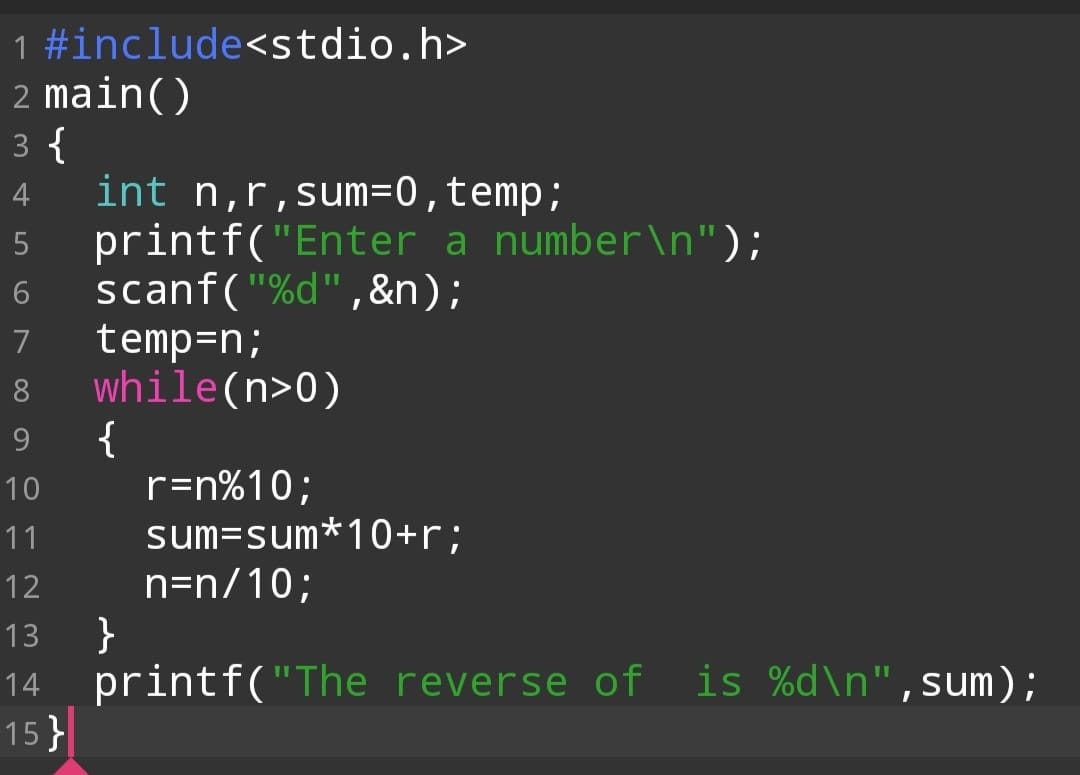 1 #include<stdio.h>
2 main()
3 {
4   int n,r,sum=0,temp;
5   printf("Enter a number\n");
6   scanf("%d",&n);
7   temp=n;
8   while(n>0)
9   {
10     r=n%10;
11     sum=sum*10+r;
12     n=n/10;
13   }
14   printf("The reverse of  is %d\n",sum);
15 }